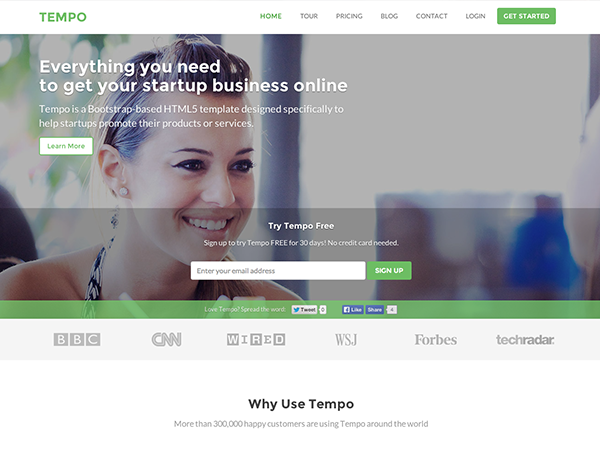 TEMPO
HOME TOUR PRICING BLOG CONTACT LOGIN GET STARTED
Everything you need
to get your startup business online
Tempo is a Bootstrap-based HTML5 template designed specifically to
help startups promote their products or services.
Learn More
Try Tempo Free
Sign up to try Tempo FREE for 30 days! No credit card needed.
Enter your email address SIGN UP
Love Tempo? Spread the word: Tweet 0 Like Share 4
BBC CNN WIRED WSJ Forbes techradar.
Why Use Tempo
More than 300,000 happy customers are using Tempo around the world